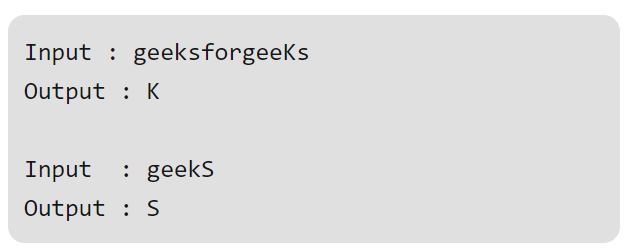 Input : geeksforgeeKs
Output : K
Input  : geekS
Output : S